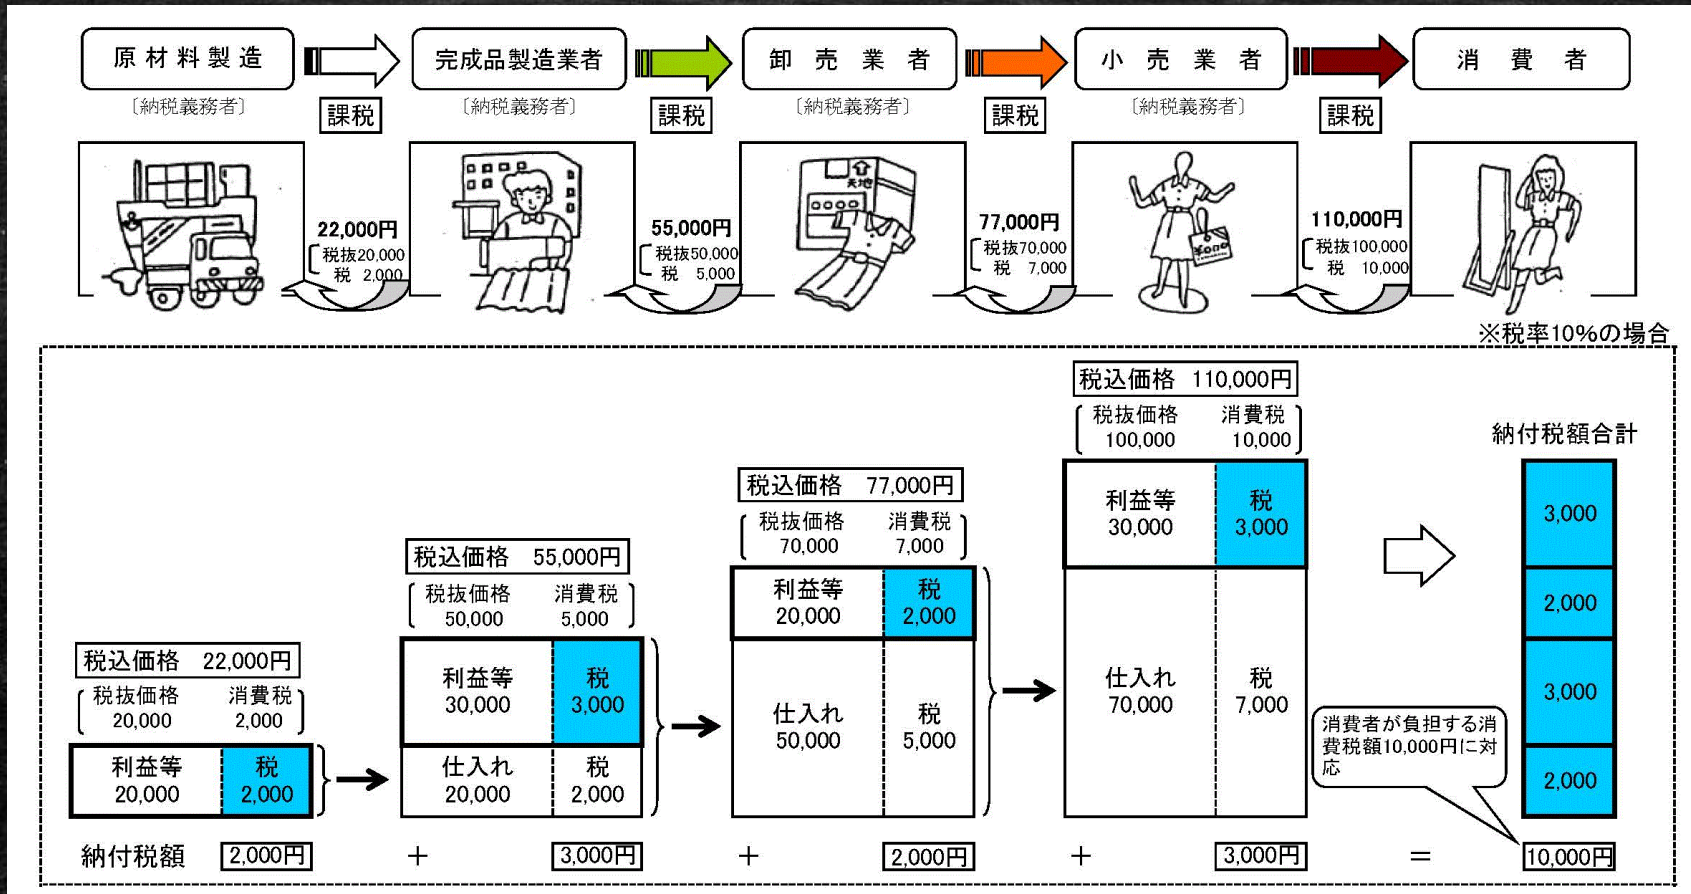 原材料製造
完成品製造業者
卸売業者
小売業者
消費者
〔納税義務者〕
課税
〔納税義務者〕
課税
〔納税義務者〕
課税
〔納税義務者〕
課税
天地
22,000円
税抜20,000
税 2,000
55,000円
税抜50,000
税 5,000
77,000円
税抜70,000
税 7,000
110,000円
税抜100,000
税 10,000
※税率10%の場合
税込価格 22,000円
税抜価格 消費税
20,000 2,000
利益等 税
20,000 2,000
税込価格 55,000円
税抜価格 消費税
50,000 5,000
利益等 税
30,000 3,000
仕入れ 税
20,000 2,000
税込価格 77,000円
税抜価格 消費税
70,000 7,000
利益等 税
20,000 2,000
仕入れ 税
50,000 5,000
税込価格 110,000円
税抜価格 消費税
100,000 10,000
利益等 税
30,000 3,000
仕入れ 税
70,000 7,000
納付税額合計
3,000
2,000
3,000
2,000
消費者が負担する消
費税額10,000円に対
応
納付税額 2,000円 + 3,000円 + 2,000円 + 3,000円 = 10,000円